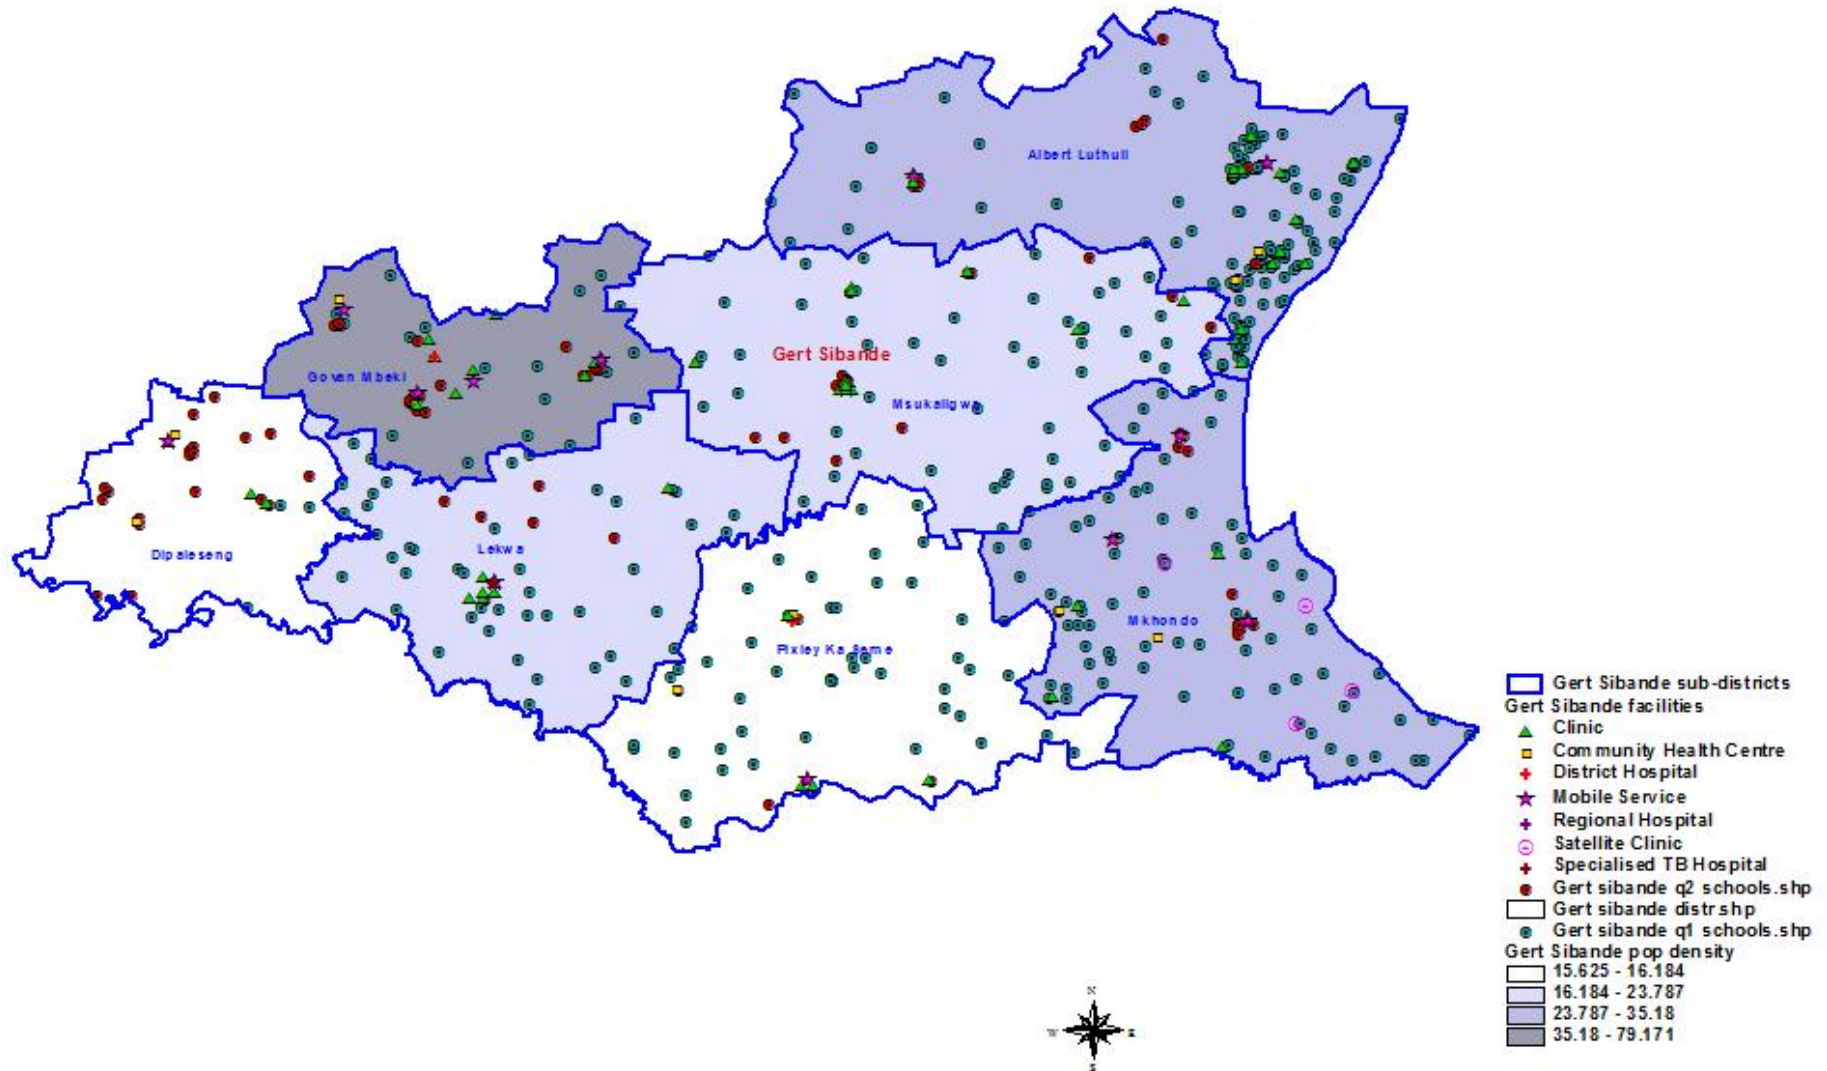 Albert Luthuli
Gert Sibande
Govan Mbeki
Msukaligwa
Dipaleseng
Lekwa
Mkhondo
Pixley Ka Seme
Gert Sibande sub-districts
Gert Sibande facilities
Clinic
Community Health Centre
District Hospital
Mobile Service
Regional Hospital
Satellite Clinic
Specialised TB Hospital
Gert sibande q2 schools.shp
Gert sibande distr.shp
Gert sibande q1 schools.shp
Gert Sibande pop density
15.625 - 16.184
16.184 - 23.787
23.787 - 35.18
35.18 - 79.171
N
W E
S